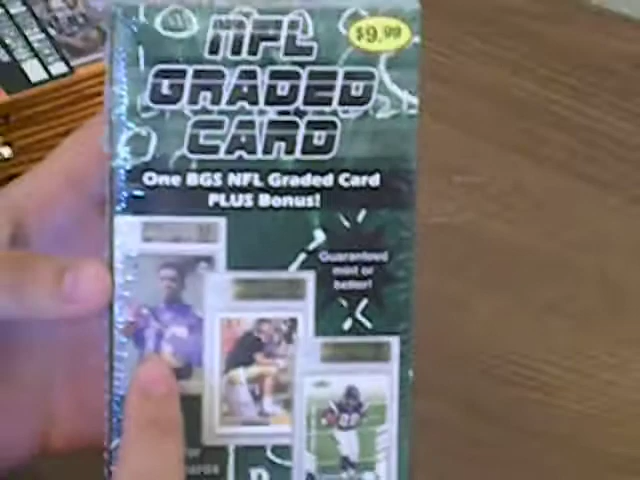 $9.99
NFL
GRADED
CARD
One BGS NFL Graded Card
PLUS Bonus!
Guaranteed
mint or
better!